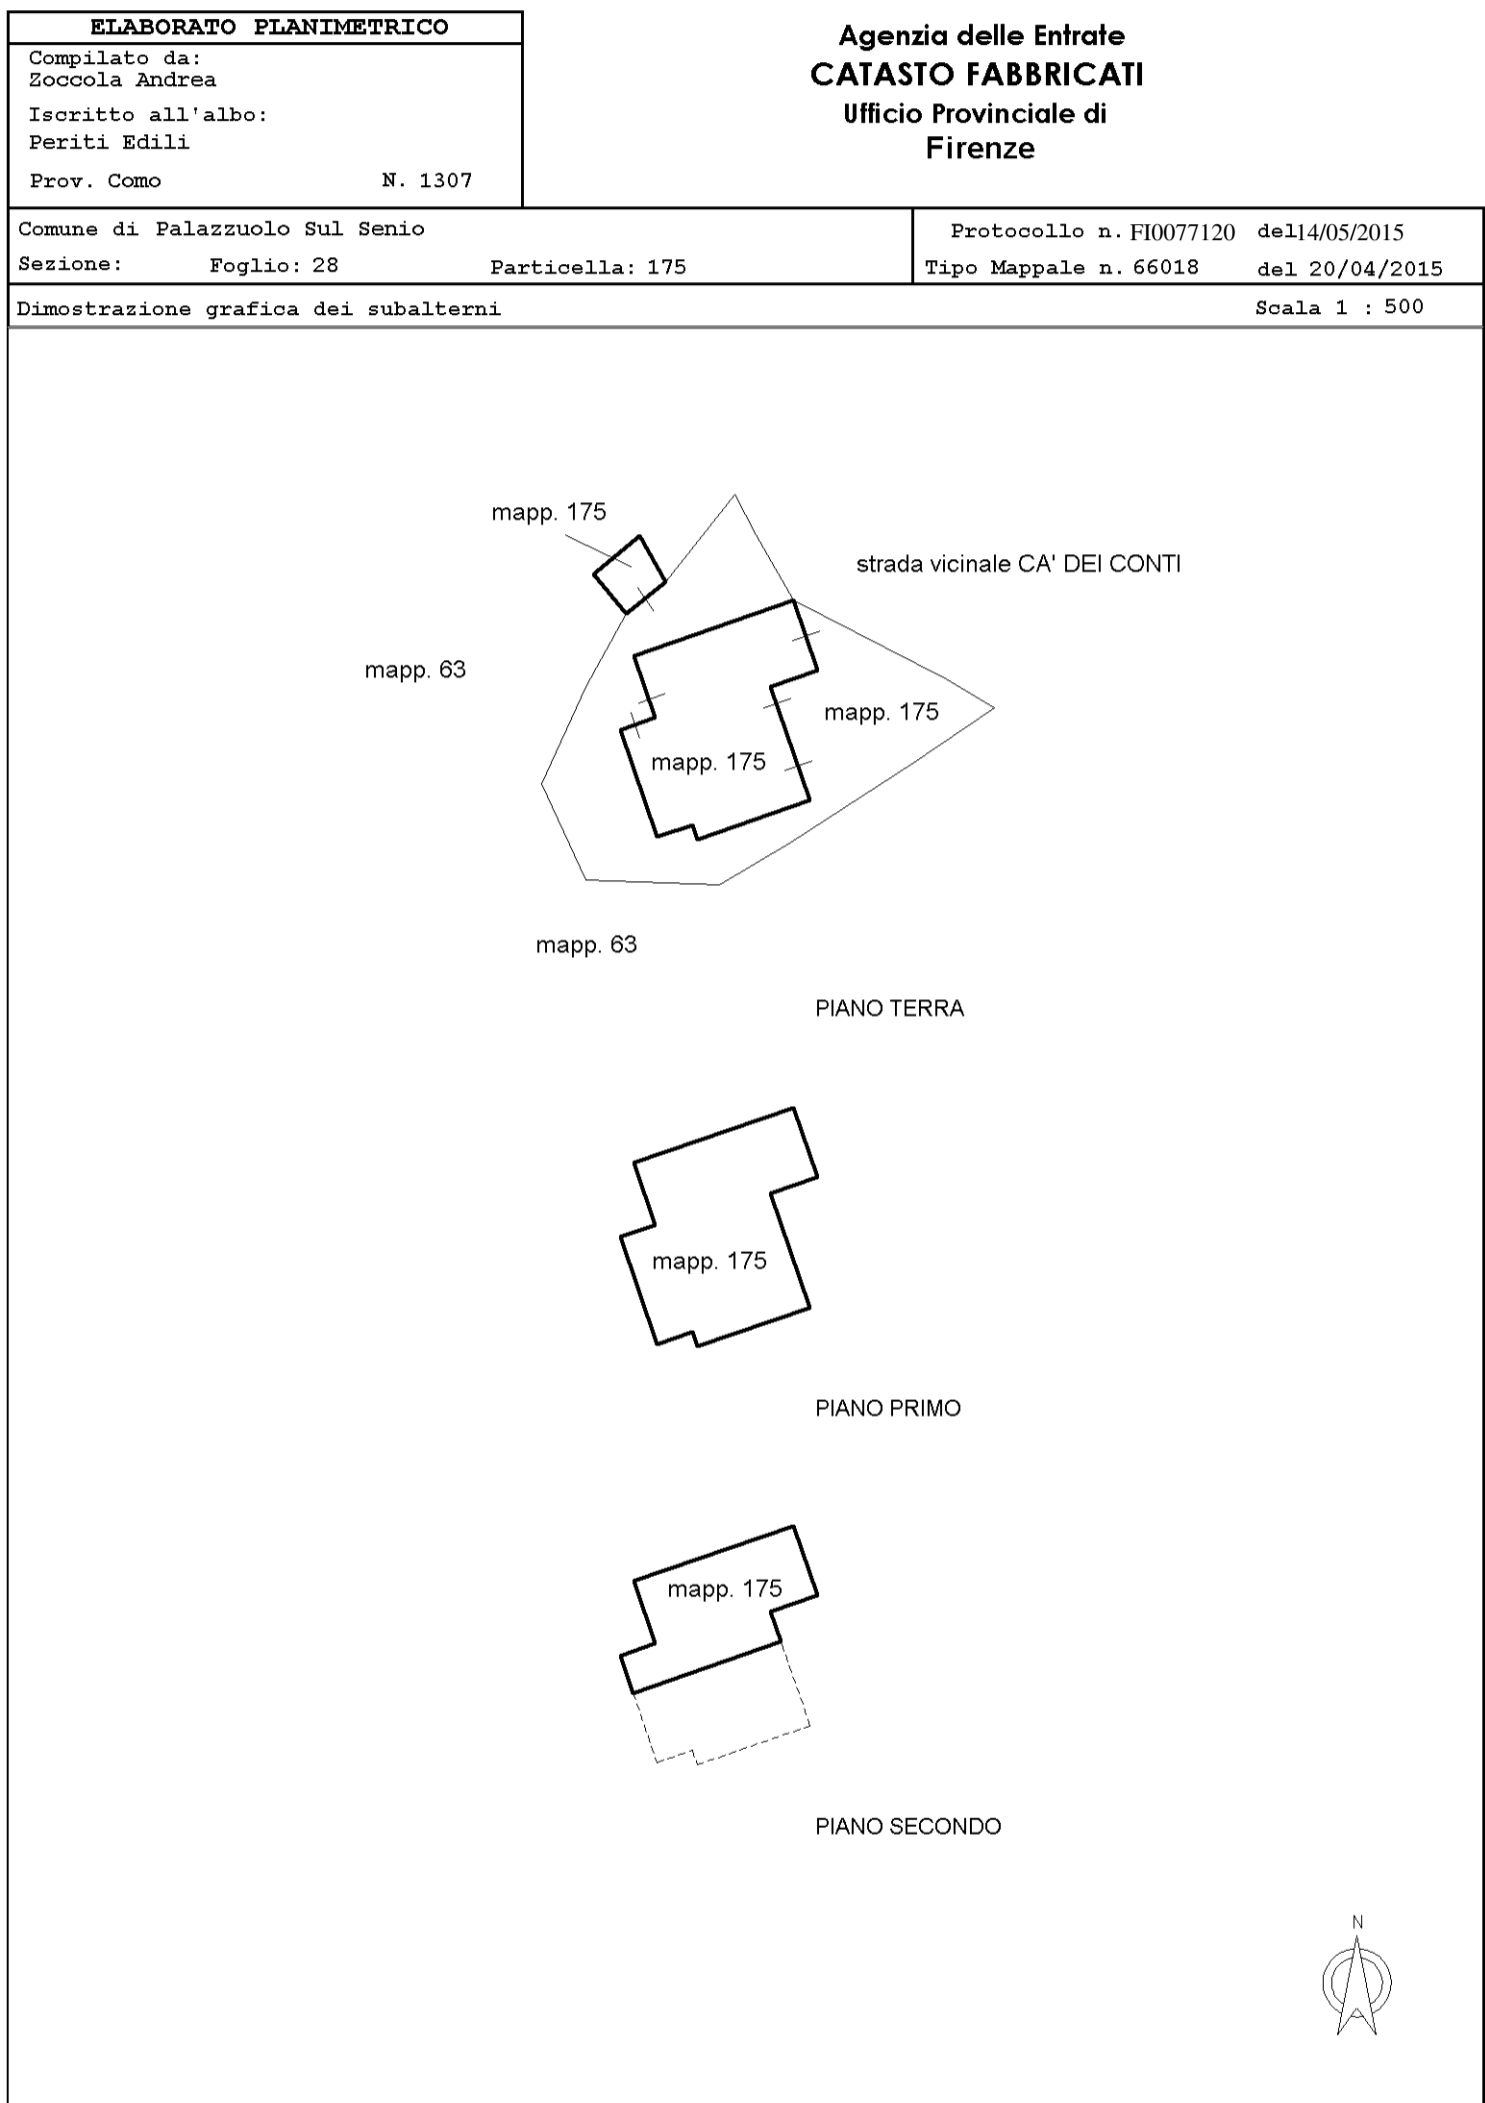 ELABORATO PLANIMETRICO
Compilato da:
Zoccola Andrea
Iscritto all'albo:
Periti Edili
Prov. Como N. 1307
Agenzia delle Entrate
CATASTO FABBRICATI
Ufficio Provinciale di
Firenze
Comune di Palazzuolo Sul Senio
Sezione: Foglio: 28 Particella: 175
Protocollo n. FI0077120 del14/05/2015
Tipo Mappale n. 66018 del 20/04/2015
Dimostrazione grafica dei subalterni Scala 1 : 500
mapp. 175
strada vicinale CA' DEI CONTI
mapp. 63
mapp. 175
mapp. 175
mapp. 63
PIANO TERRA
mapp. 175
PIANO PRIMO
mapp. 175
PIANO SECONDO
N